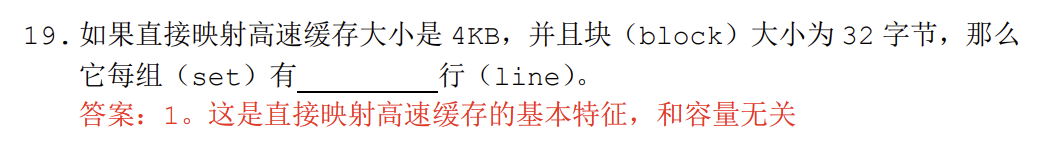 19.如果直接映射高速缓存大小是 4KB，并且块（block）大小为 32 字节，那么
它每组（set）有__________行（line）。
答案：1。这是直接映射高速缓存的基本特征，和容量无关